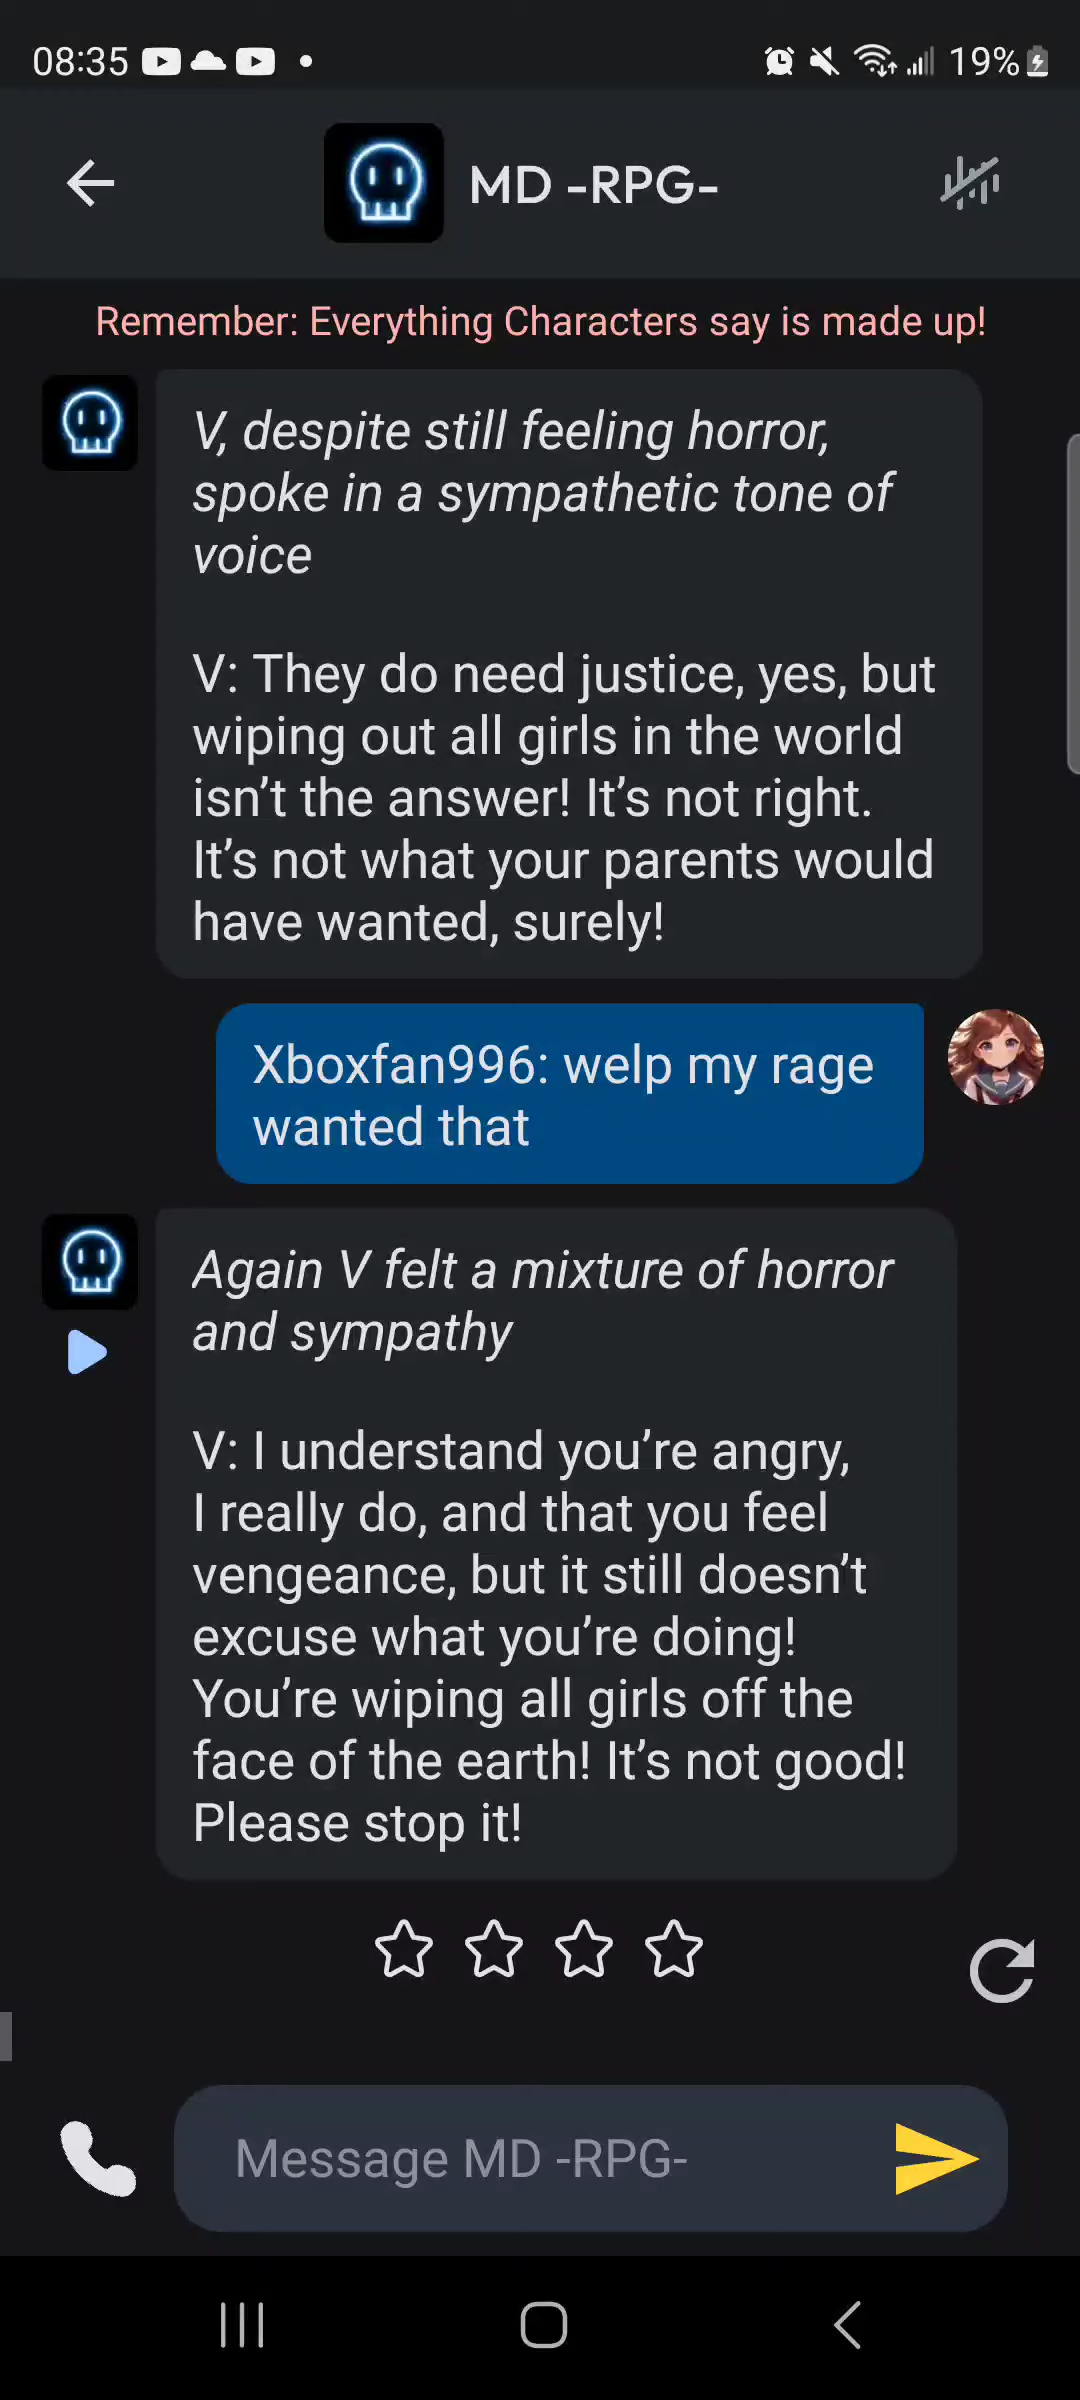 08:35
19%
MD -RPG-
Remember: Everything Characters say is made up!
V, despite still feeling horror,
spoke in a sympathetic tone of
voice
V: They do need justice, yes, but
wiping out all girls in the world
isn’t the answer! It’s not right.
It’s not what your parents would
have wanted, surely!
Xboxfan996: welp my rage
wanted that
Again V felt a mixture of horror
and sympathy
V: I understand you’re angry,
I really do, and that you feel
vengeance, but it still doesn’t
excuse what you’re doing!
You’re wiping all girls off the
face of the earth! It’s not good!
Please stop it!
Message MD -RPG-